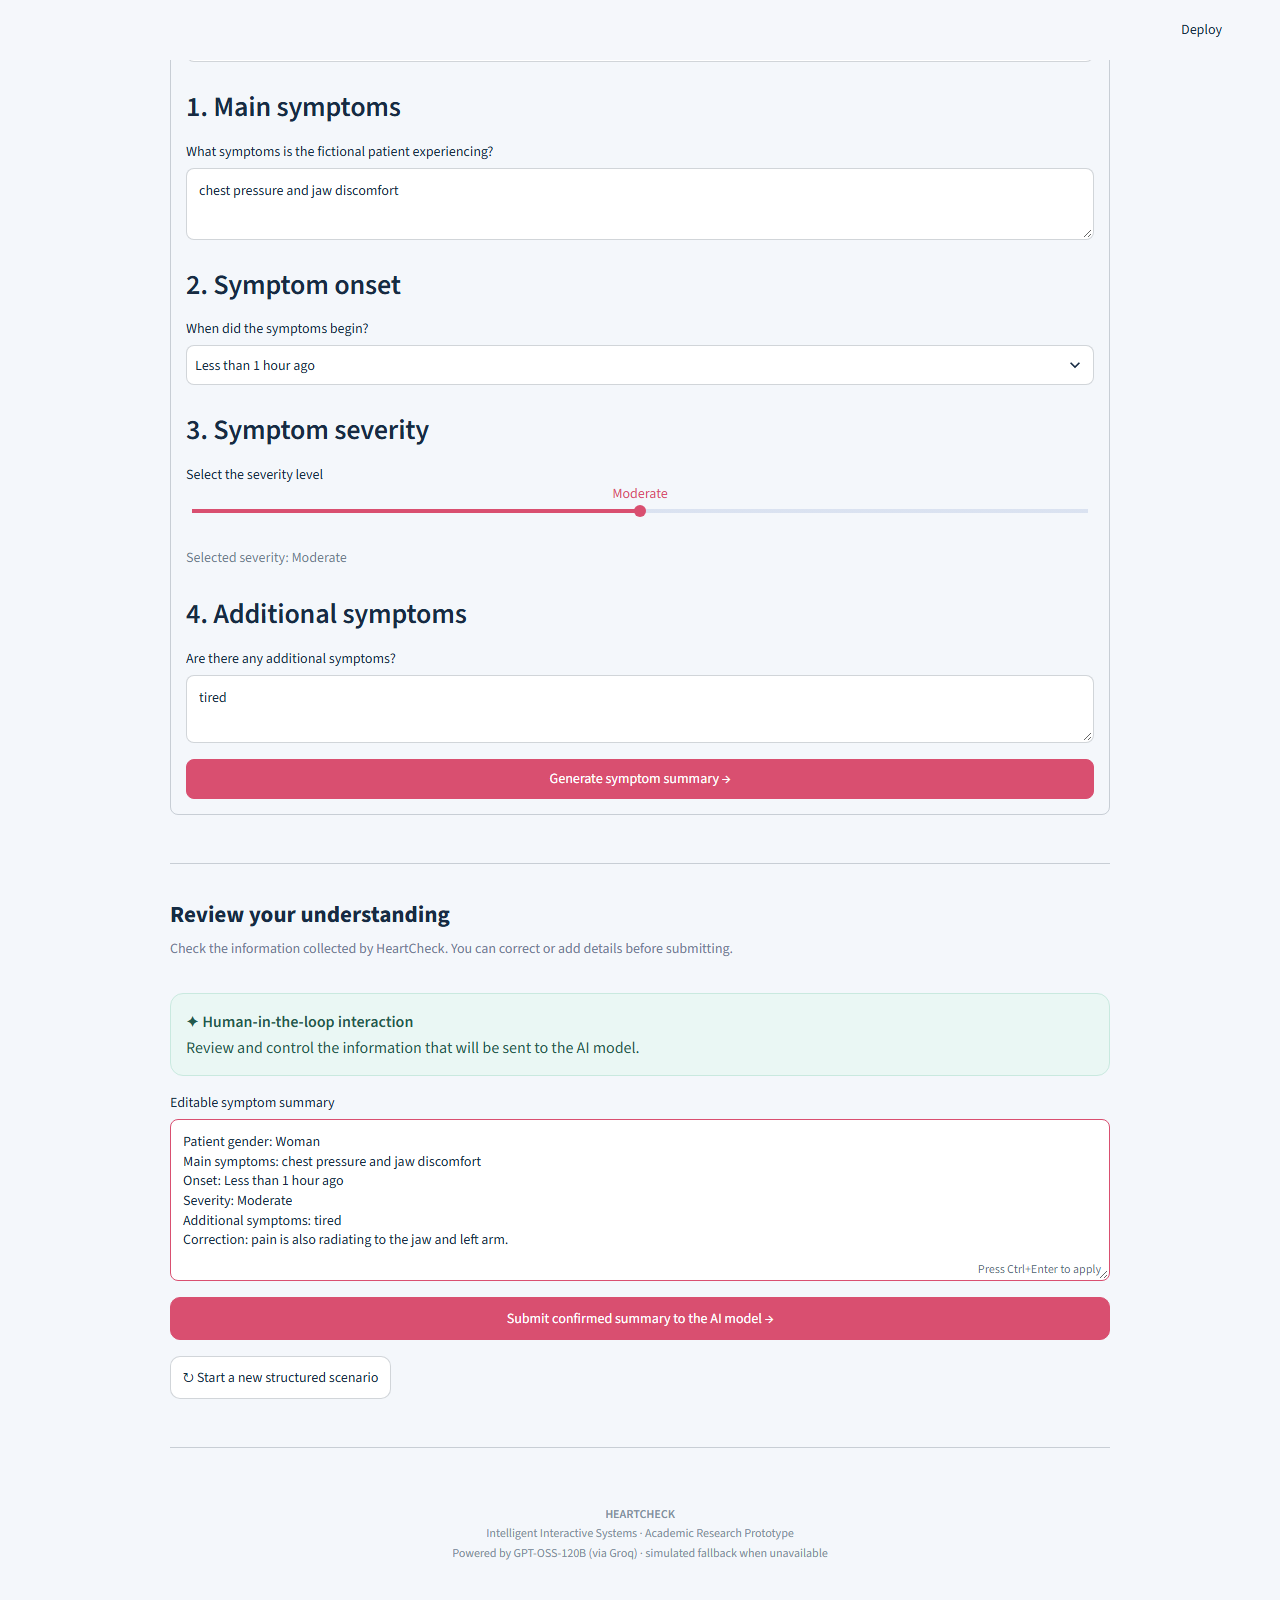 Deploy
1. Main symptoms
What symptoms is the fictional patient experiencing?
chest pressure and jaw discomfort
2. Symptom onset
When did the symptoms begin?
Less than 1 hour ago
3. Symptom severity
Select the severity level
Moderate
Selected severity: Moderate
4. Additional symptoms
Are there any additional symptoms?
tired
Generate symptom summary →
Review your understanding
Check the information collected by HeartCheck. You can correct or add details before submitting.
✦ Human-in-the-loop interaction
Review and control the information that will be sent to the AI model.
Editable symptom summary
Patient gender: Woman
Main symptoms: chest pressure and jaw discomfort
Onset: Less than 1 hour ago
Severity: Moderate
Additional symptoms: tired
Correction: pain is also radiating to the jaw and left arm.
Press Ctrl+Enter to apply
Submit confirmed summary to the AI model →
↻ Start a new structured scenario
HEARTCHECK
Intelligent Interactive Systems · Academic Research Prototype
Powered by GPT-OSS-120B (via Groq) · simulated fallback when unavailable